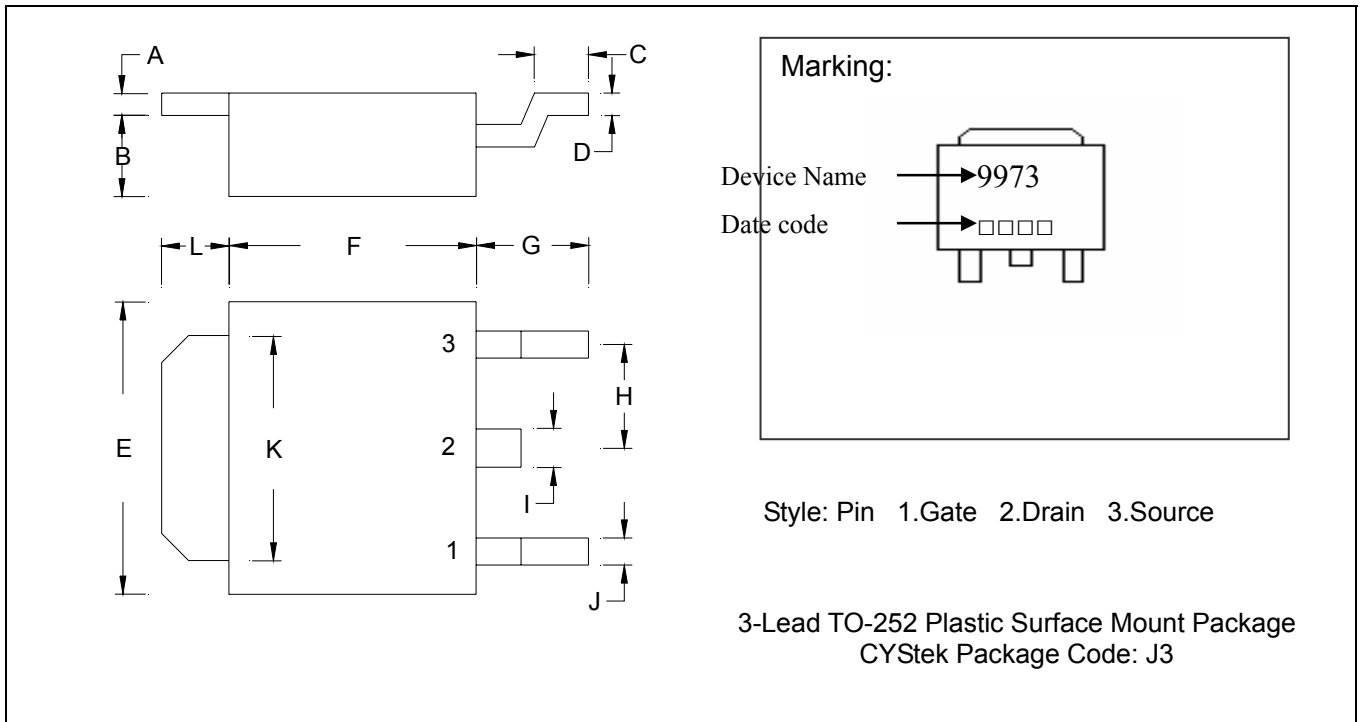 A
C
B
D
Marking:
Device Name
9973
Date code
□□□□
L
F
G
3
H
E
K
2
I
1
J
Style: Pin 1.Gate 2.Drain 3.Source
3-Lead TO-252 Plastic Surface Mount Package
CYStek Package Code: J3